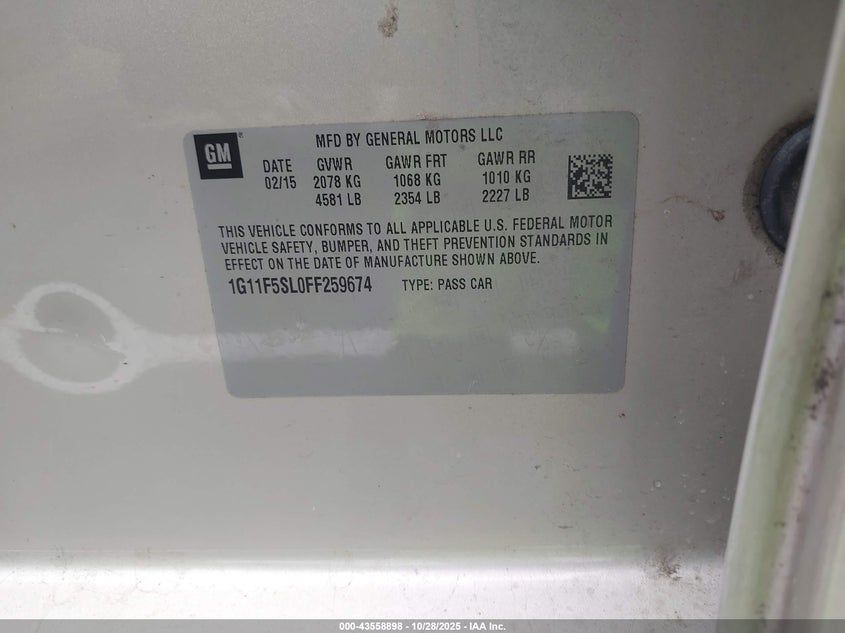 GM ®
MFD BY GENERAL MOTORS LLC
DATE GVWR GAWR FRT GAWR RR
02/15 2078 KG 1068 KG 1010 KG
4581 LB 2354 LB 2227 LB
THIS VEHICLE CONFORMS TO ALL APPLICABLE U.S. FEDERAL MOTOR
VEHICLE SAFETY, BUMPER, AND THEFT PREVENTION STANDARDS IN
EFFECT ON THE DATE OF MANUFACTURE SHOWN ABOVE.
1G11F5SL0FF259674 TYPE: PASS CAR
000-43558898 - 10/28/2025 - IAA Inc.